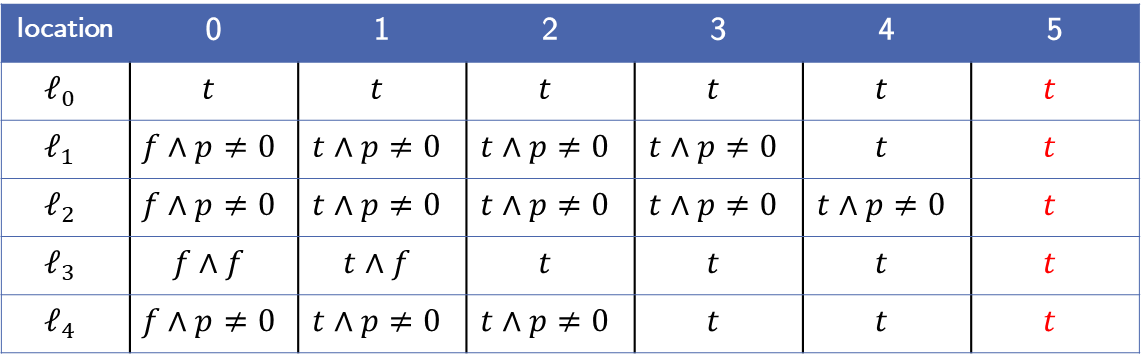 location 0 1 2 3 4 5
ℓ₀ t t t t t t
ℓ₁ f ∧ p ≠ 0 t ∧ p ≠ 0 t ∧ p ≠ 0 t ∧ p ≠ 0 t t
ℓ₂ f ∧ p ≠ 0 t ∧ p ≠ 0 t ∧ p ≠ 0 t ∧ p ≠ 0 t ∧ p ≠ 0 t
ℓ₃ f ∧ f t ∧ f t t t t
ℓ₄ f ∧ p ≠ 0 t ∧ p ≠ 0 t ∧ p ≠ 0 t t t